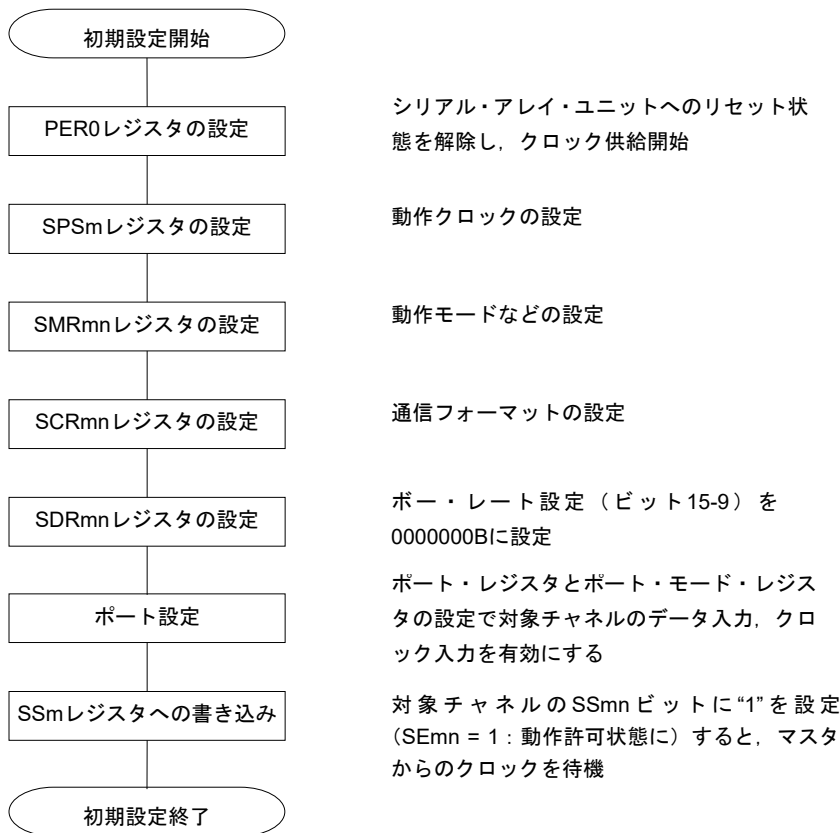 初期設定開始
PER0レジスタの設定
シリアル・アレイ・ユニットへのリセット状
態を解除し，クロック供給開始
SPSmレジスタの設定
動作クロックの設定
SMRmnレジスタの設定
動作モードなどの設定
SCRmnレジスタの設定
通信フォーマットの設定
SDRmnレジスタの設定
ボー・レート設定（ビット15-9）を
0000000Bに設定
ポート設定
ポート・レジスタとポート・モード・レジス
タの設定で対象チャネルのデータ入力，クロ
ック入力を有効にする
SSmレジスタへの書き込み
対象チャネルのSSmnビットに“1”を設定
（SEmn = 1：動作許可状態に）すると，マスタ
からのクロックを待機
初期設定終了